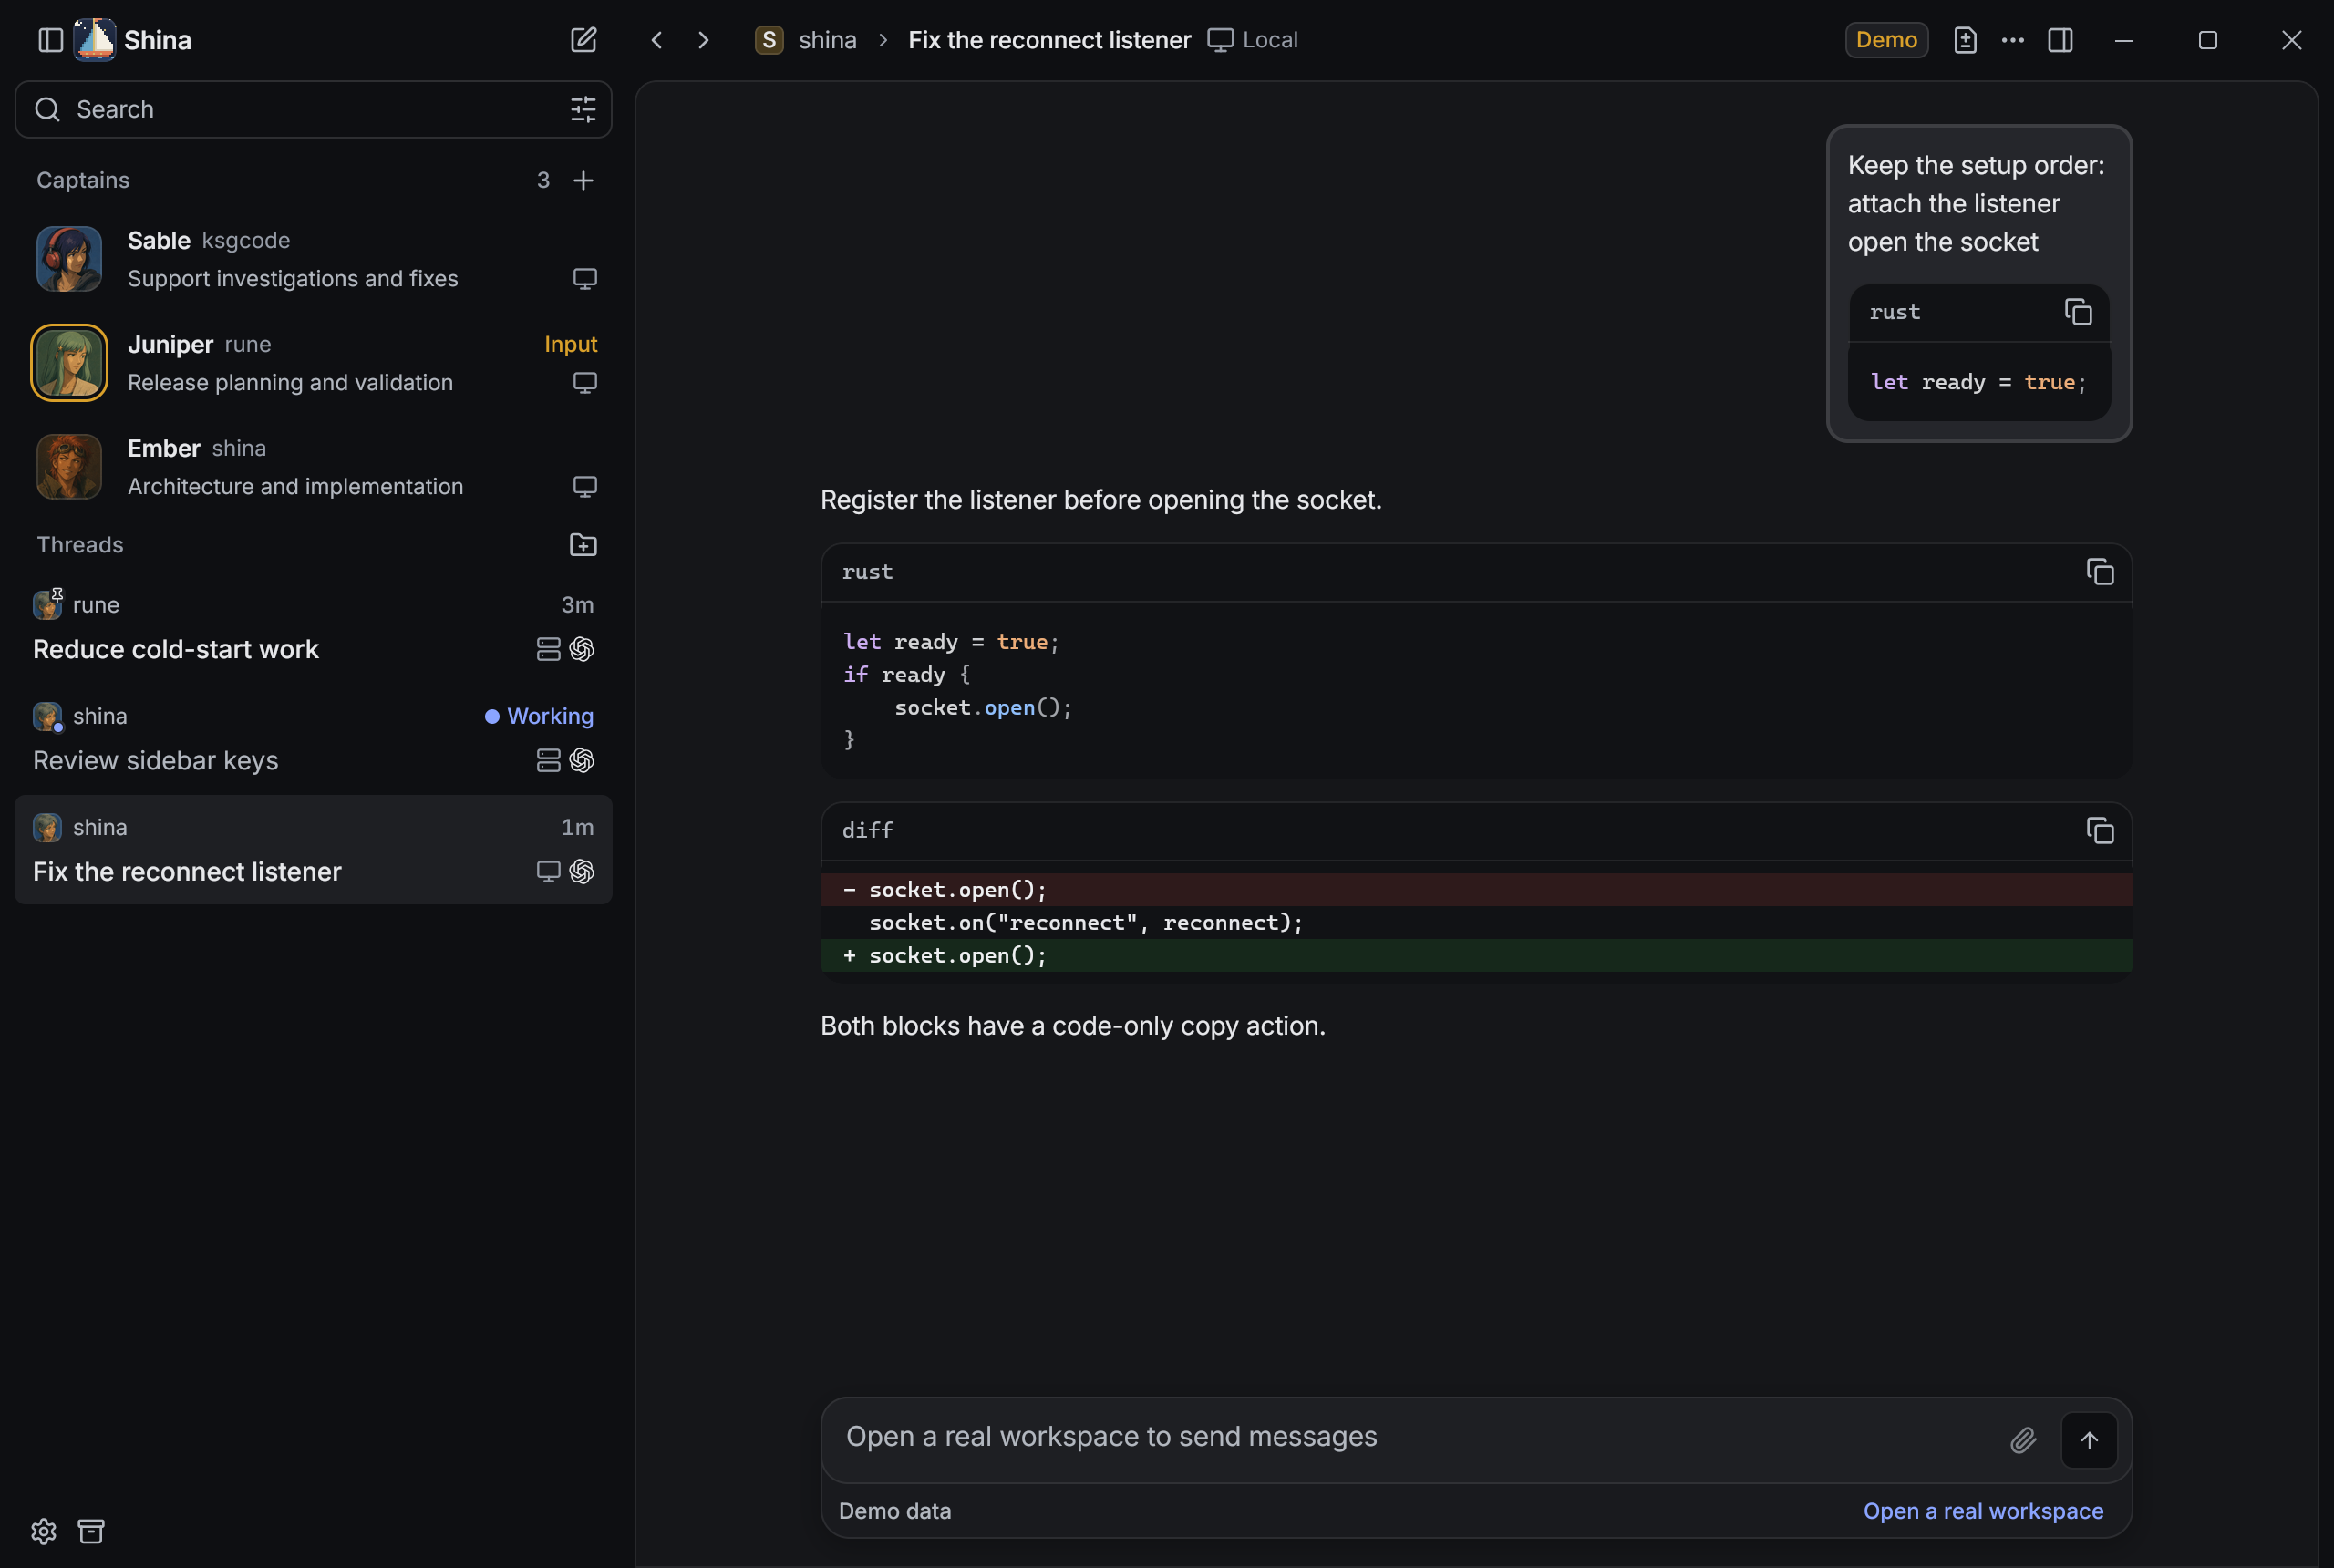 Shina
Search
Captains 3
Sable ksgcode
Support investigations and fixes
Juniper rune Input
Release planning and validation
Ember shina
Architecture and implementation
Threads
rune 3m
Reduce cold-start work
shina Working
Review sidebar keys
shina 1m
Fix the reconnect listener
S shina > Fix the reconnect listener Local
Demo
Keep the setup order:
attach the listener
open the socket
rust
let ready = true;
Register the listener before opening the socket.
rust
let ready = true;
if ready {
    socket.open();
}
diff
- socket.open();
  socket.on("reconnect", reconnect);
+ socket.open();
Both blocks have a code-only copy action.
Open a real workspace to send messages
Demo data
Open a real workspace